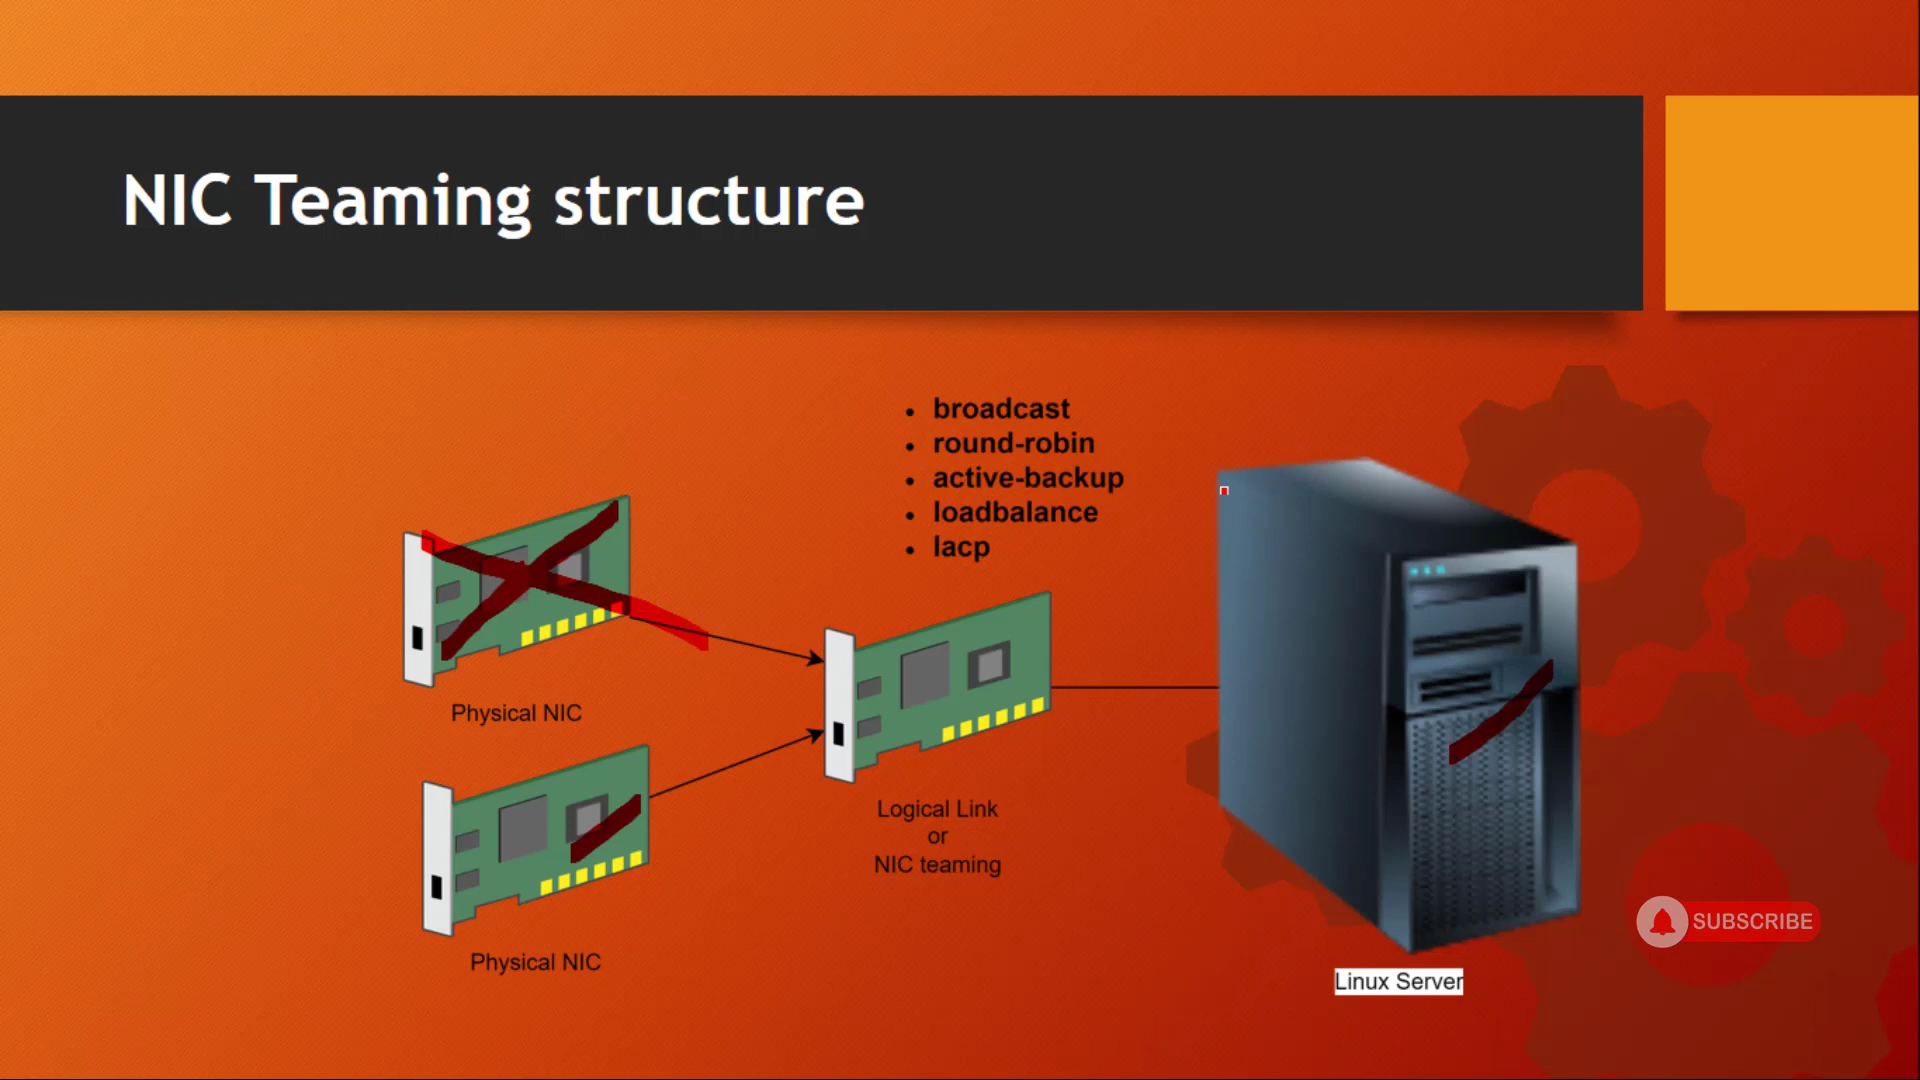 NIC Teaming structure
broadcast
round-robin
active-backup
loadbalance
lacp
Physical NIC
Logical Link
or
NIC teaming
Physical NIC
SUBSCRIBE
Linux Server